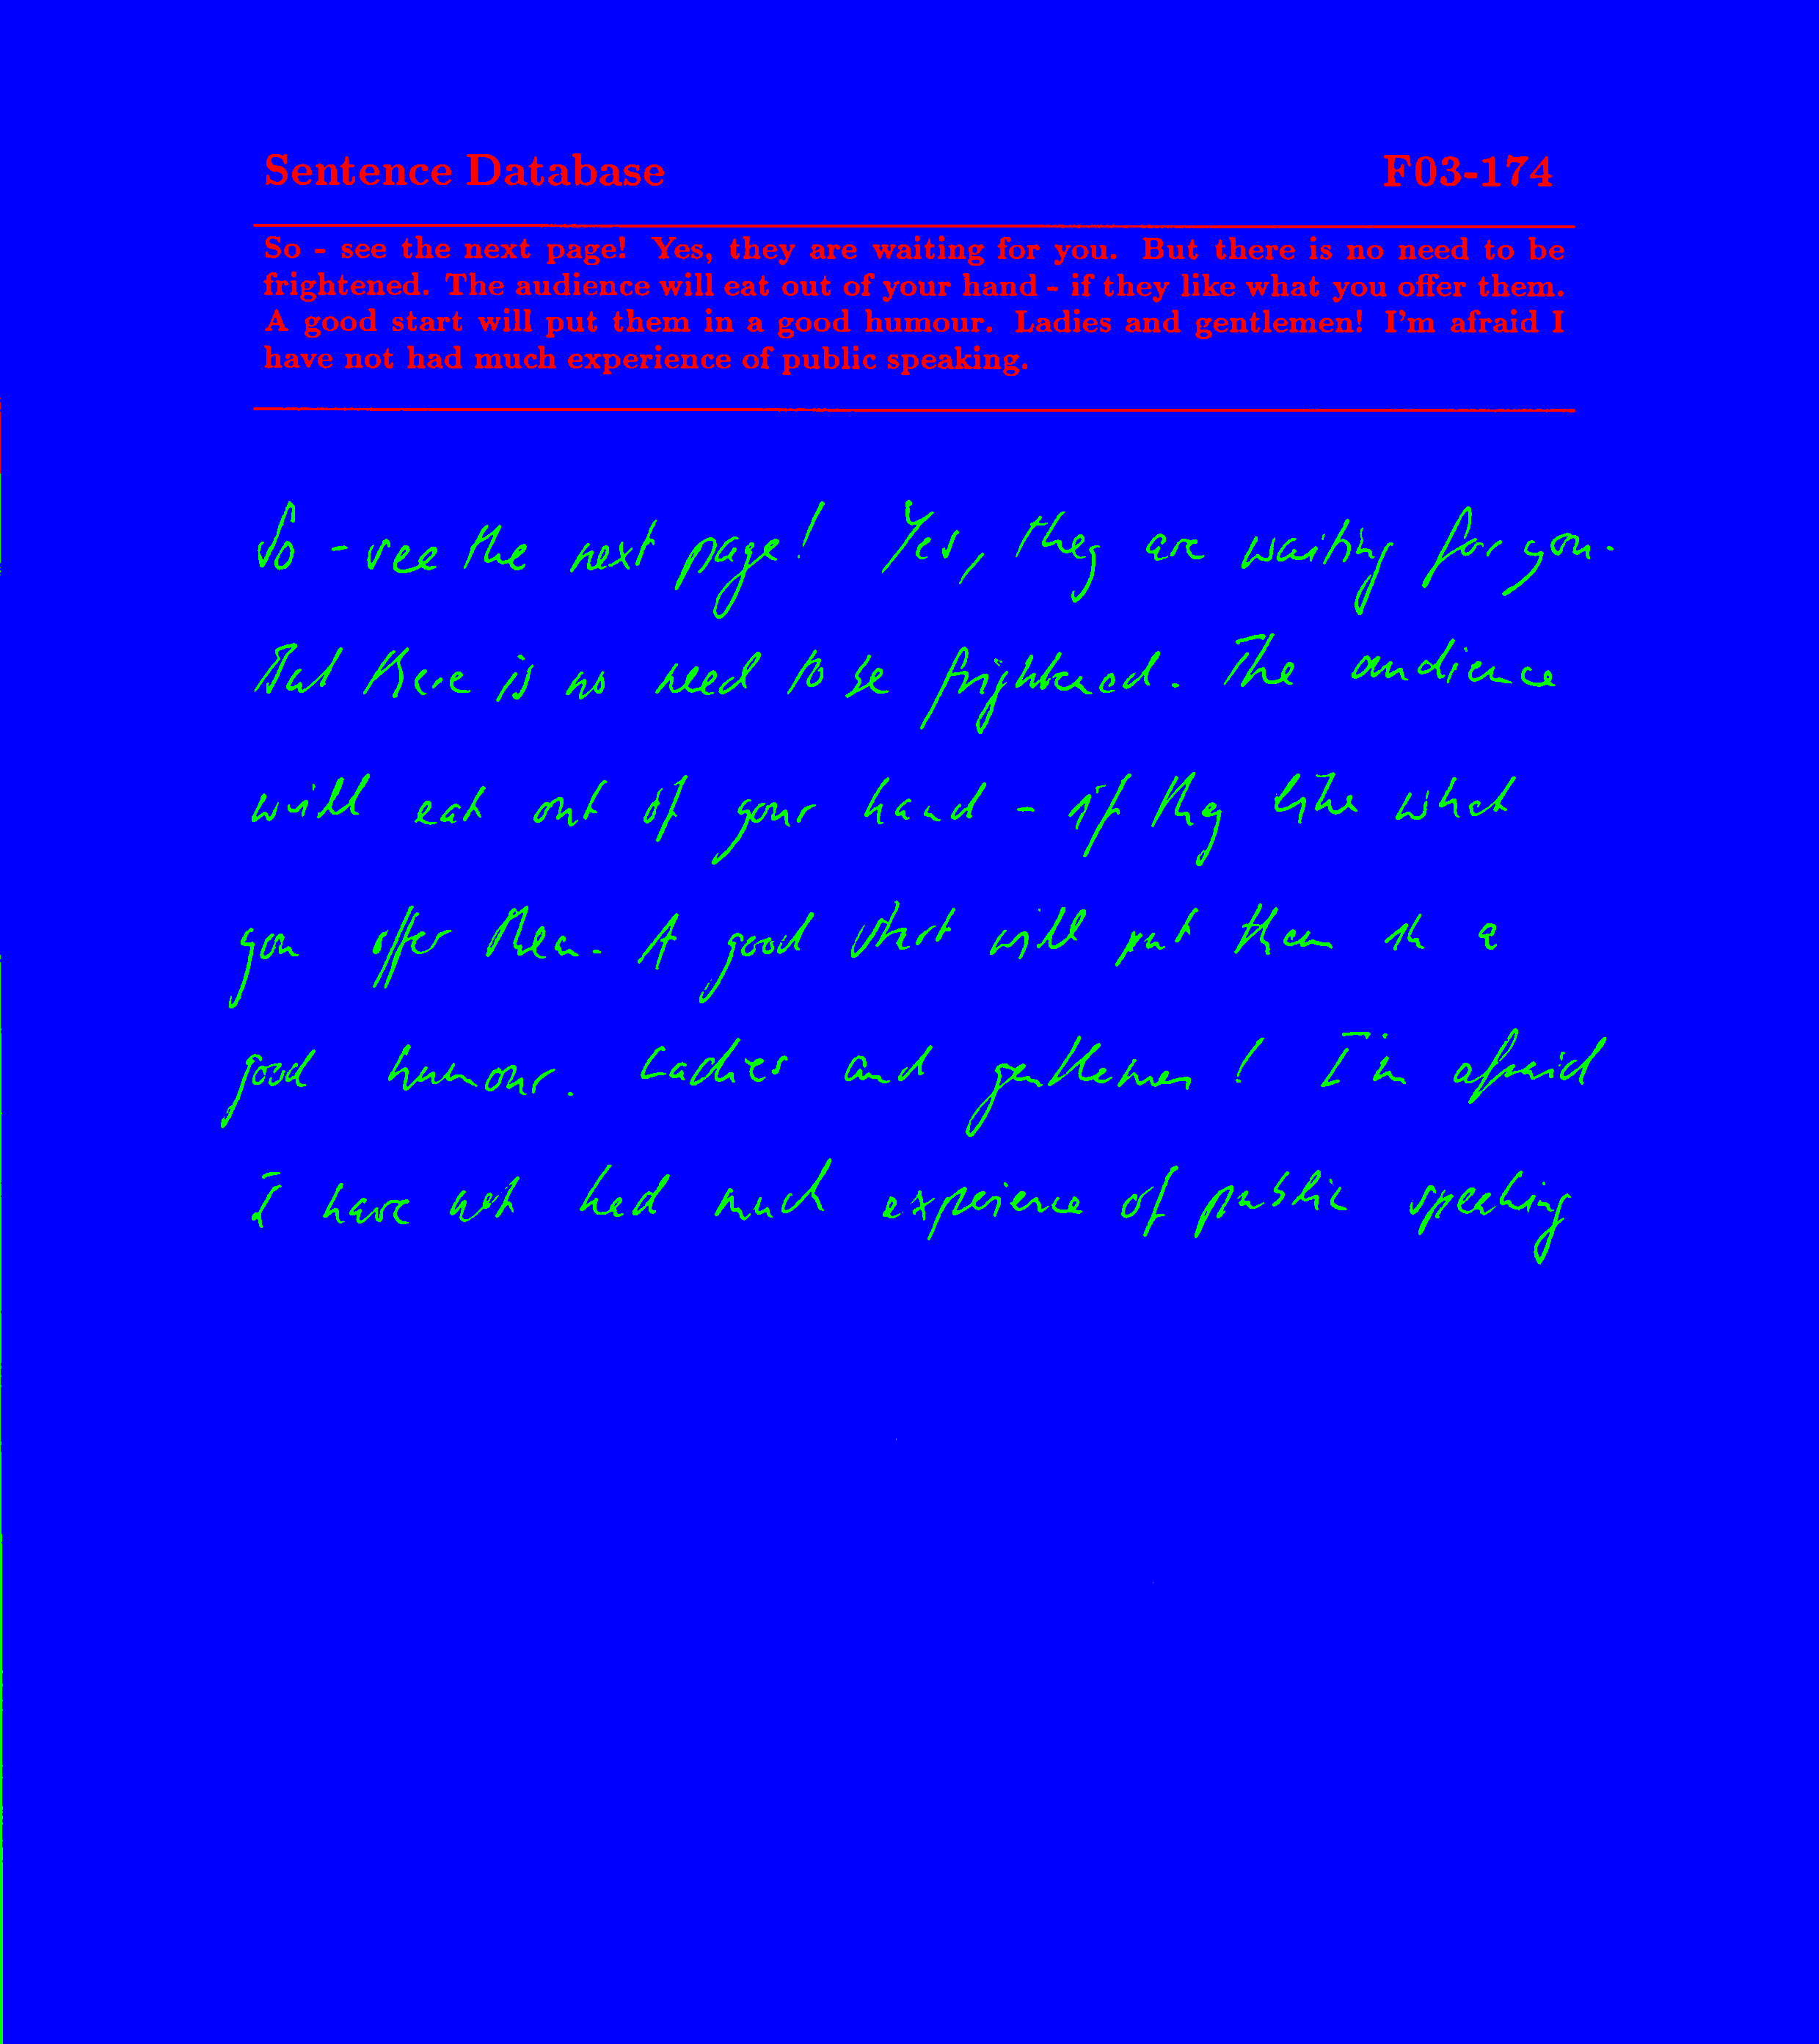 Sentence Database F03-174
So - see the next page! Yes, they are waiting for you. But there is no need to be
frightened. The audience will eat out of your hand - if they like what you offer them.
A good start will put them in a good humour. Ladies and gentlemen! I'm afraid I
have not had much experience of public speaking.
So - see the next page! Yes, they are waiting for you.
But there is no need to be frightened. The audience
will eat out of your hand - if they like what
you offer them. A good start will put them in a
good humour. Ladies and gentlemen! I'm afraid
I have not had much experience of public speaking